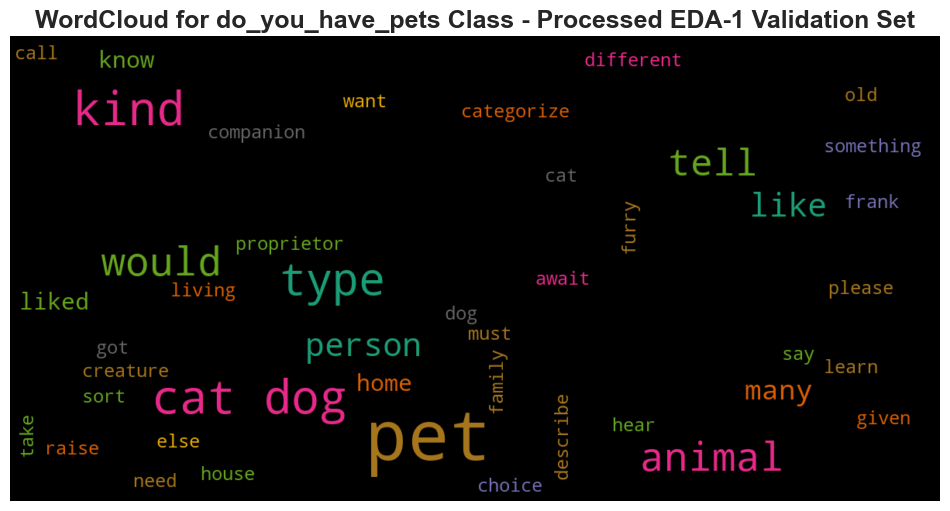 WordCloud for do_you_have_pets Class - Processed EDA-1 Validation Set
call
know
different
kind
want
categorize
old
companion
something
tell
cat
like
frank
furry
would
proprietor
type
await
living
liked
please
dog
must
person
got
say
creature
home
family
learn
cat dog
many
sort
describe
given
take
hear
pet
else
raise
animal
need
house
choice